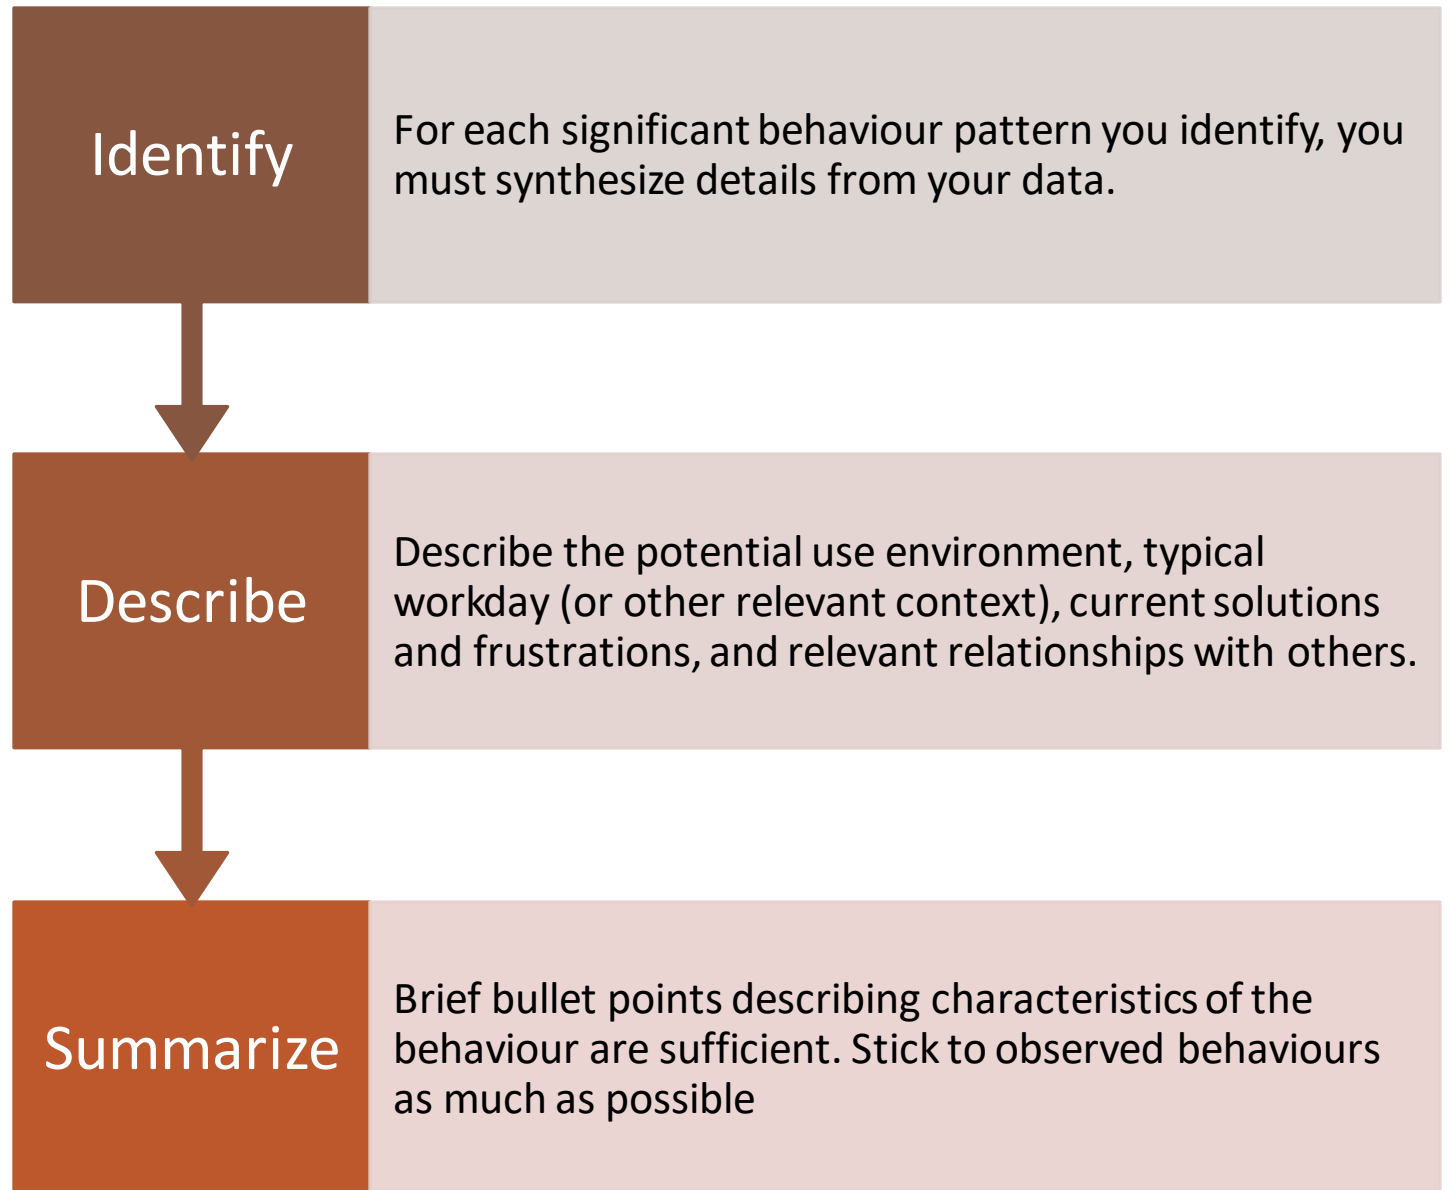 Identify
For each significant behaviour pattern you identify, you
must synthesize details from your data.
Describe
Describe the potential use environment, typical
workday (or other relevant context), current solutions
and frustrations, and relevant relationships with others.
Summarize
Brief bullet points describing characteristics of the
behaviour are sufficient. Stick to observed behaviours
as much as possible